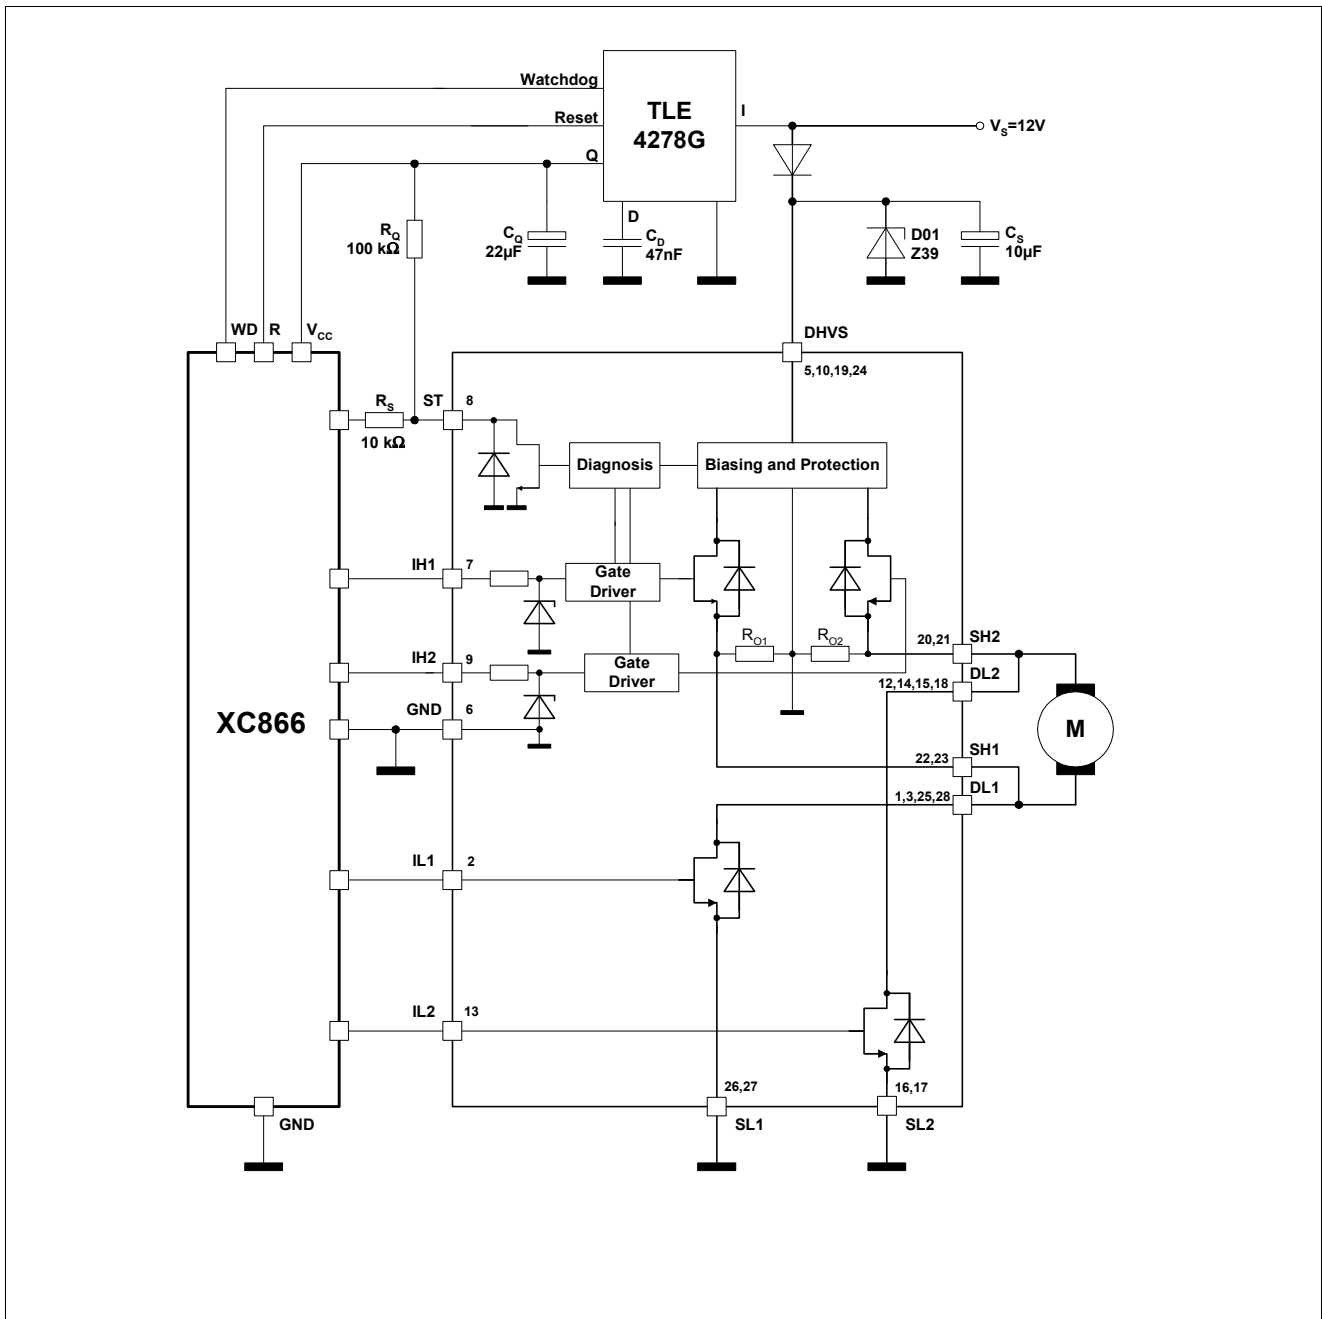 Watchdog
TLE
4278G
I
Reset
V_S=12V
Q
D
R_Q
100 kΩ
C_Q
22µF
C_D
47nF
D01
Z39
C_S
10µF
WD
R
V_CC
DHVS
5,10,19,24
R_S
10 kΩ
ST
8
Diagnosis
Biasing and Protection
IH1
7
Gate
Driver
R_O1
R_O2
20,21
SH2
IH2
9
Gate
Driver
12,14,15,18
DL2
XC866
GND
6
M
22,23
SH1
1,3,25,28
DL1
IL1
2
IL2
13
26,27
16,17
GND
SL1
SL2